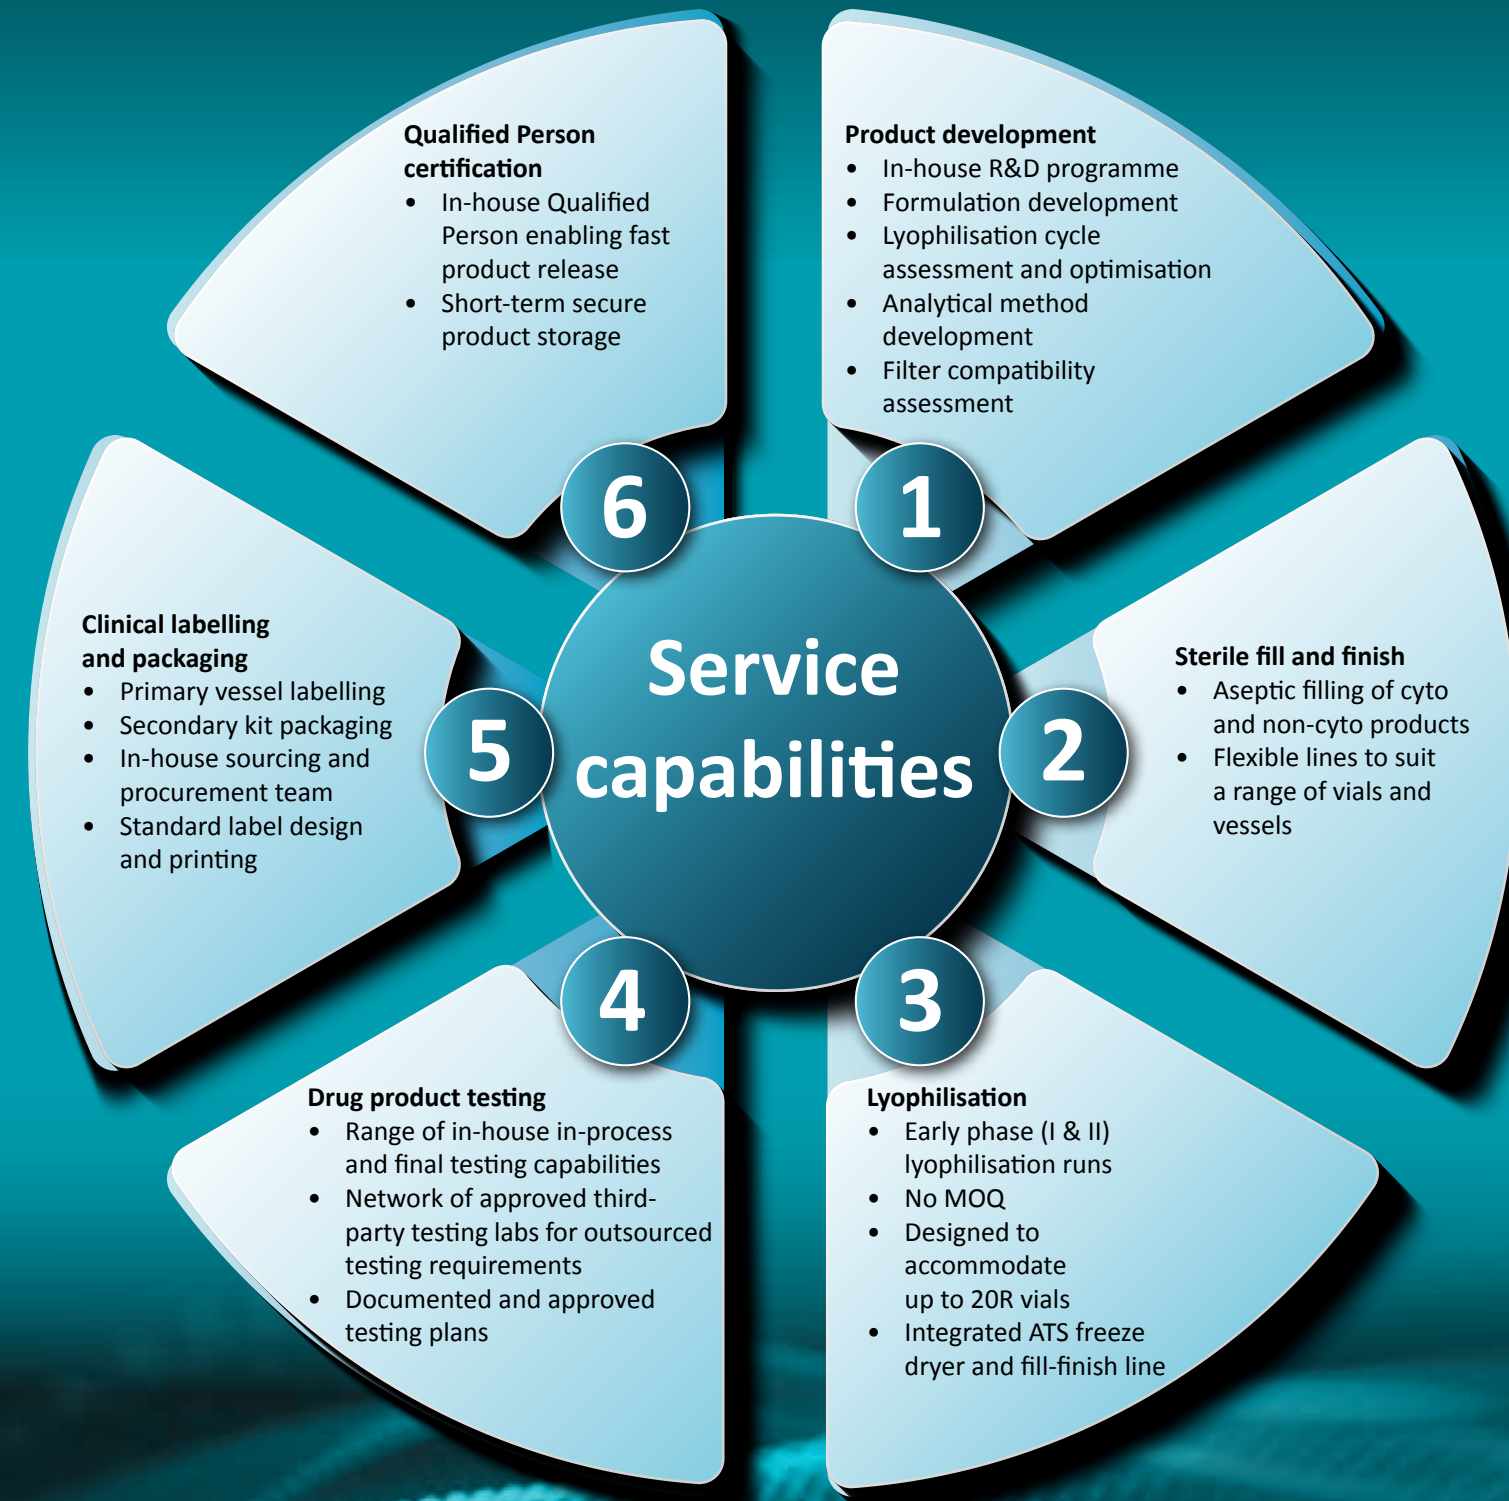 Service
capabilities
1
Product development
• In-house R&D programme
• Formulation development
• Lyophilisation cycle
assessment and optimisation
• Analytical method
development
• Filter compatibility
assessment
2
Sterile fill and finish
• Aseptic filling of cyto
and non-cyto products
• Flexible lines to suit
a range of vials and
vessels
3
Lyophilisation
• Early phase (I & II)
lyophilisation runs
• No MOQ
• Designed to
accommodate
up to 20R vials
• Integrated ATS freeze
dryer and fill-finish line
4
Drug product testing
• Range of in-house in-process
and final testing capabilities
• Network of approved third-
party testing labs for outsourced
testing requirements
• Documented and approved
testing plans
5
Clinical labelling
and packaging
• Primary vessel labelling
• Secondary kit packaging
• In-house sourcing and
procurement team
• Standard label design
and printing
6
Qualified Person
certification
• In-house Qualified
Person enabling fast
product release
• Short-term secure
product storage